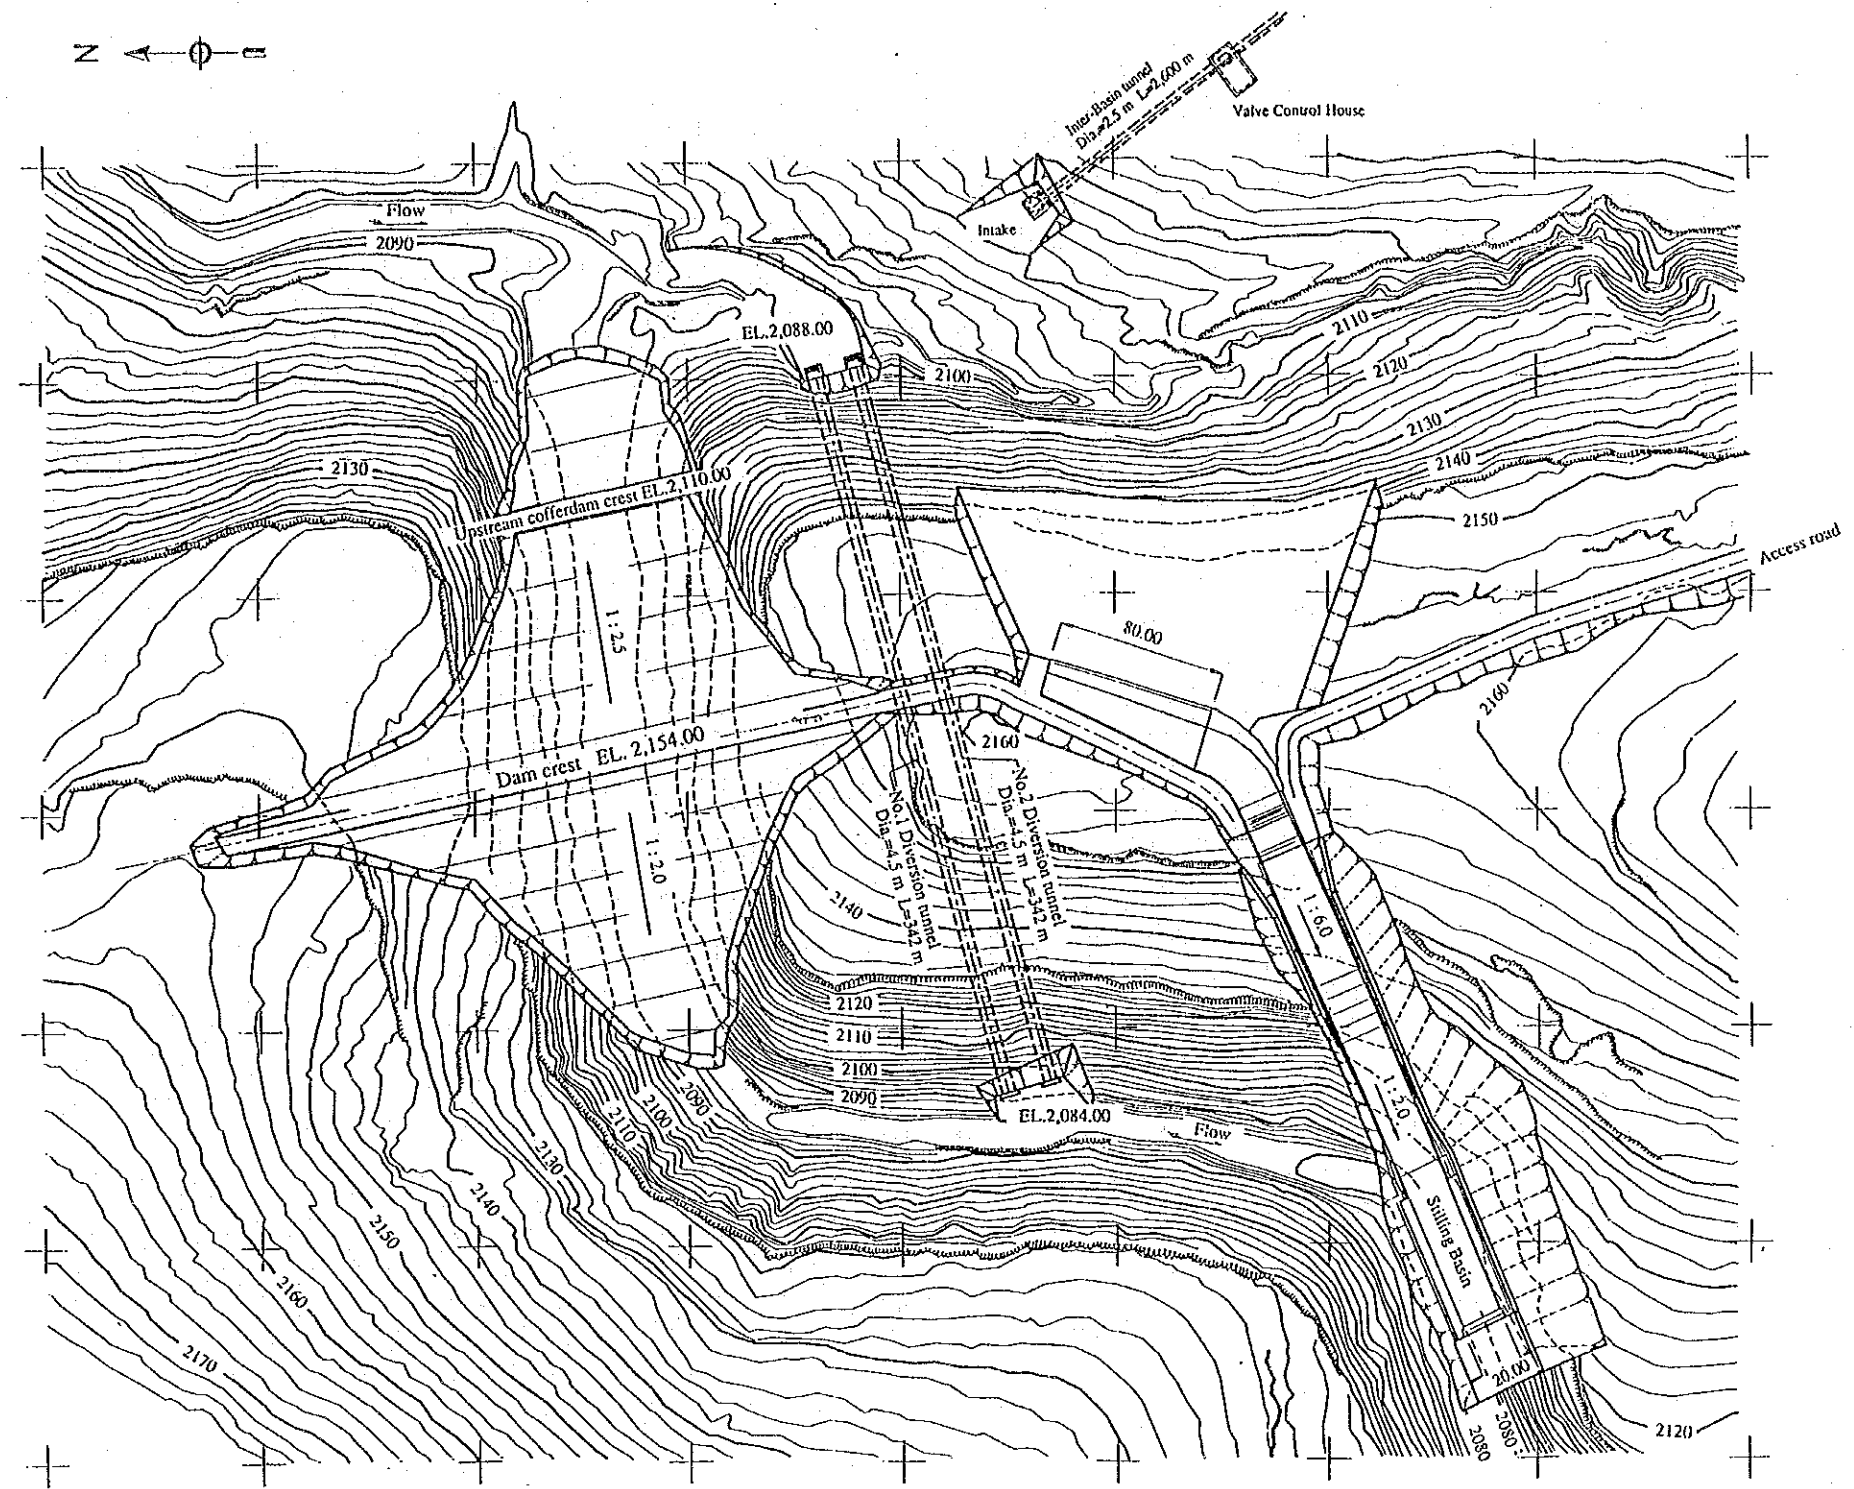 N
Inter-Basin tunnel
Dia.=2.5 m L=2,600 m
Valve Control House
Flow
2090
Intake
EL.2,088.00
2110
2120
2100
2130
2140
2130
2150
Upstream cofferdam crest EL.2,110.00
Access road
1:2.5
80.00
2160
2160
Dam crest EL. 2,154.00
No.1 Diversion tunnel
Dia.=4.5 m L=342 m
No.2 Diversion tunnel
Dia.=4.5 m L=342 m
1:2.0
2140
1:6.0
2120
2110
2100
2090
2090
2100
2110
EL.2,084.00
1:2.0
Flow
2130
2140
2150
2160
2170
Stilling Basin
20.00
2080
2080
2120